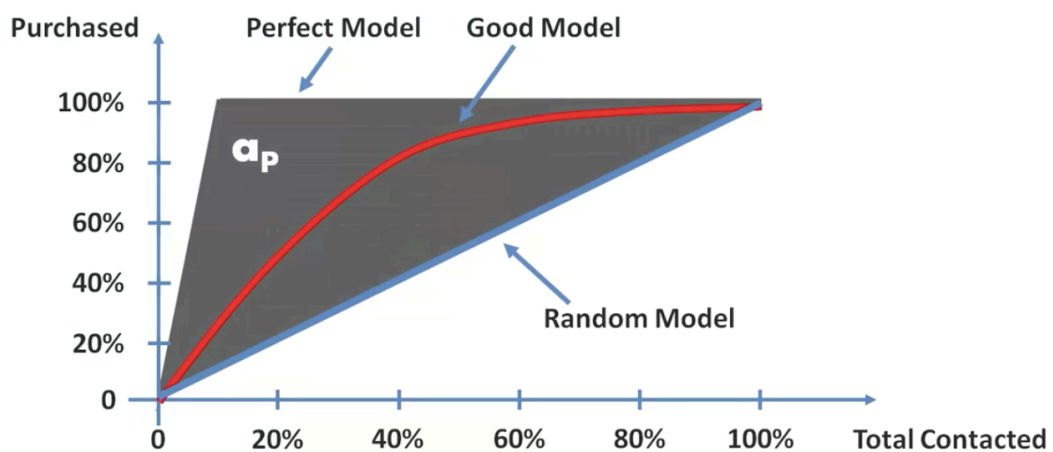 Purchased
Perfect Model
Good Model
100%
80%
60%
40%
20%
0
aP
Random Model
0 20% 40% 60% 80% 100%
Total Contacted